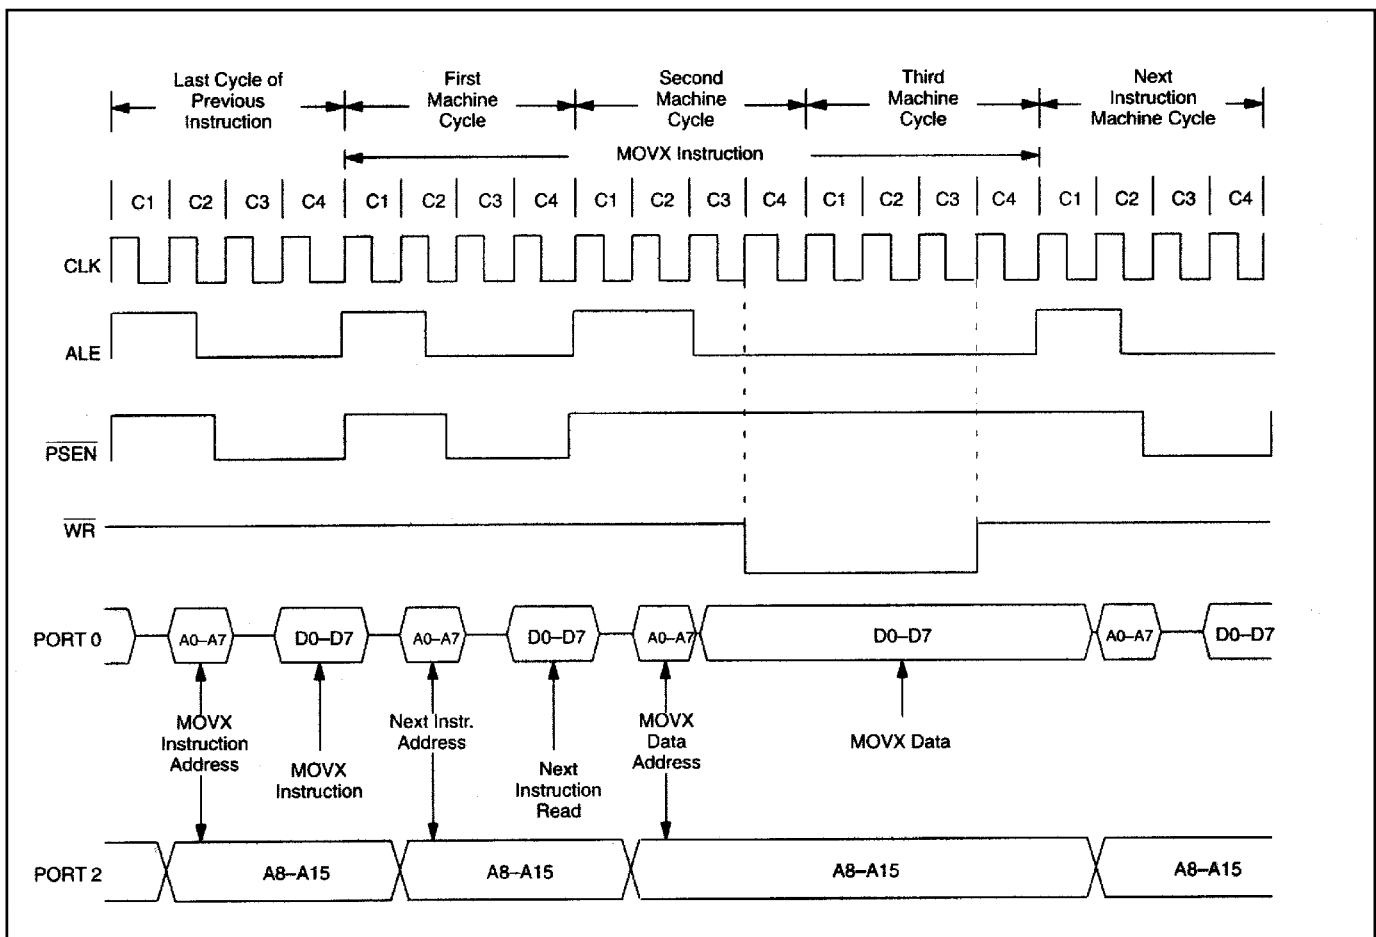 Last Cycle of
Previous
Instruction
First
Machine
Cycle
Second
Machine
Cycle
Third
Machine
Cycle
Next
Instruction
Machine Cycle
MOVX Instruction
C1 C2 C3 C4 C1 C2 C3 C4 C1 C2 C3 C4 C1 C2 C3 C4 C1 C2 C3 C4
CLK
ALE
PSEN
WR
PORT 0
A0–A7
D0–D7
A0–A7
D0–D7
A0–A7
D0–D7
A0–A7
D0–D7
MOVX
Instruction
Address
MOVX
Instruction
Next Instr.
Address
Next
Instruction
Read
MOVX
Data
Address
MOVX Data
PORT 2
A8–A15
A8–A15
A8–A15
A8–A15